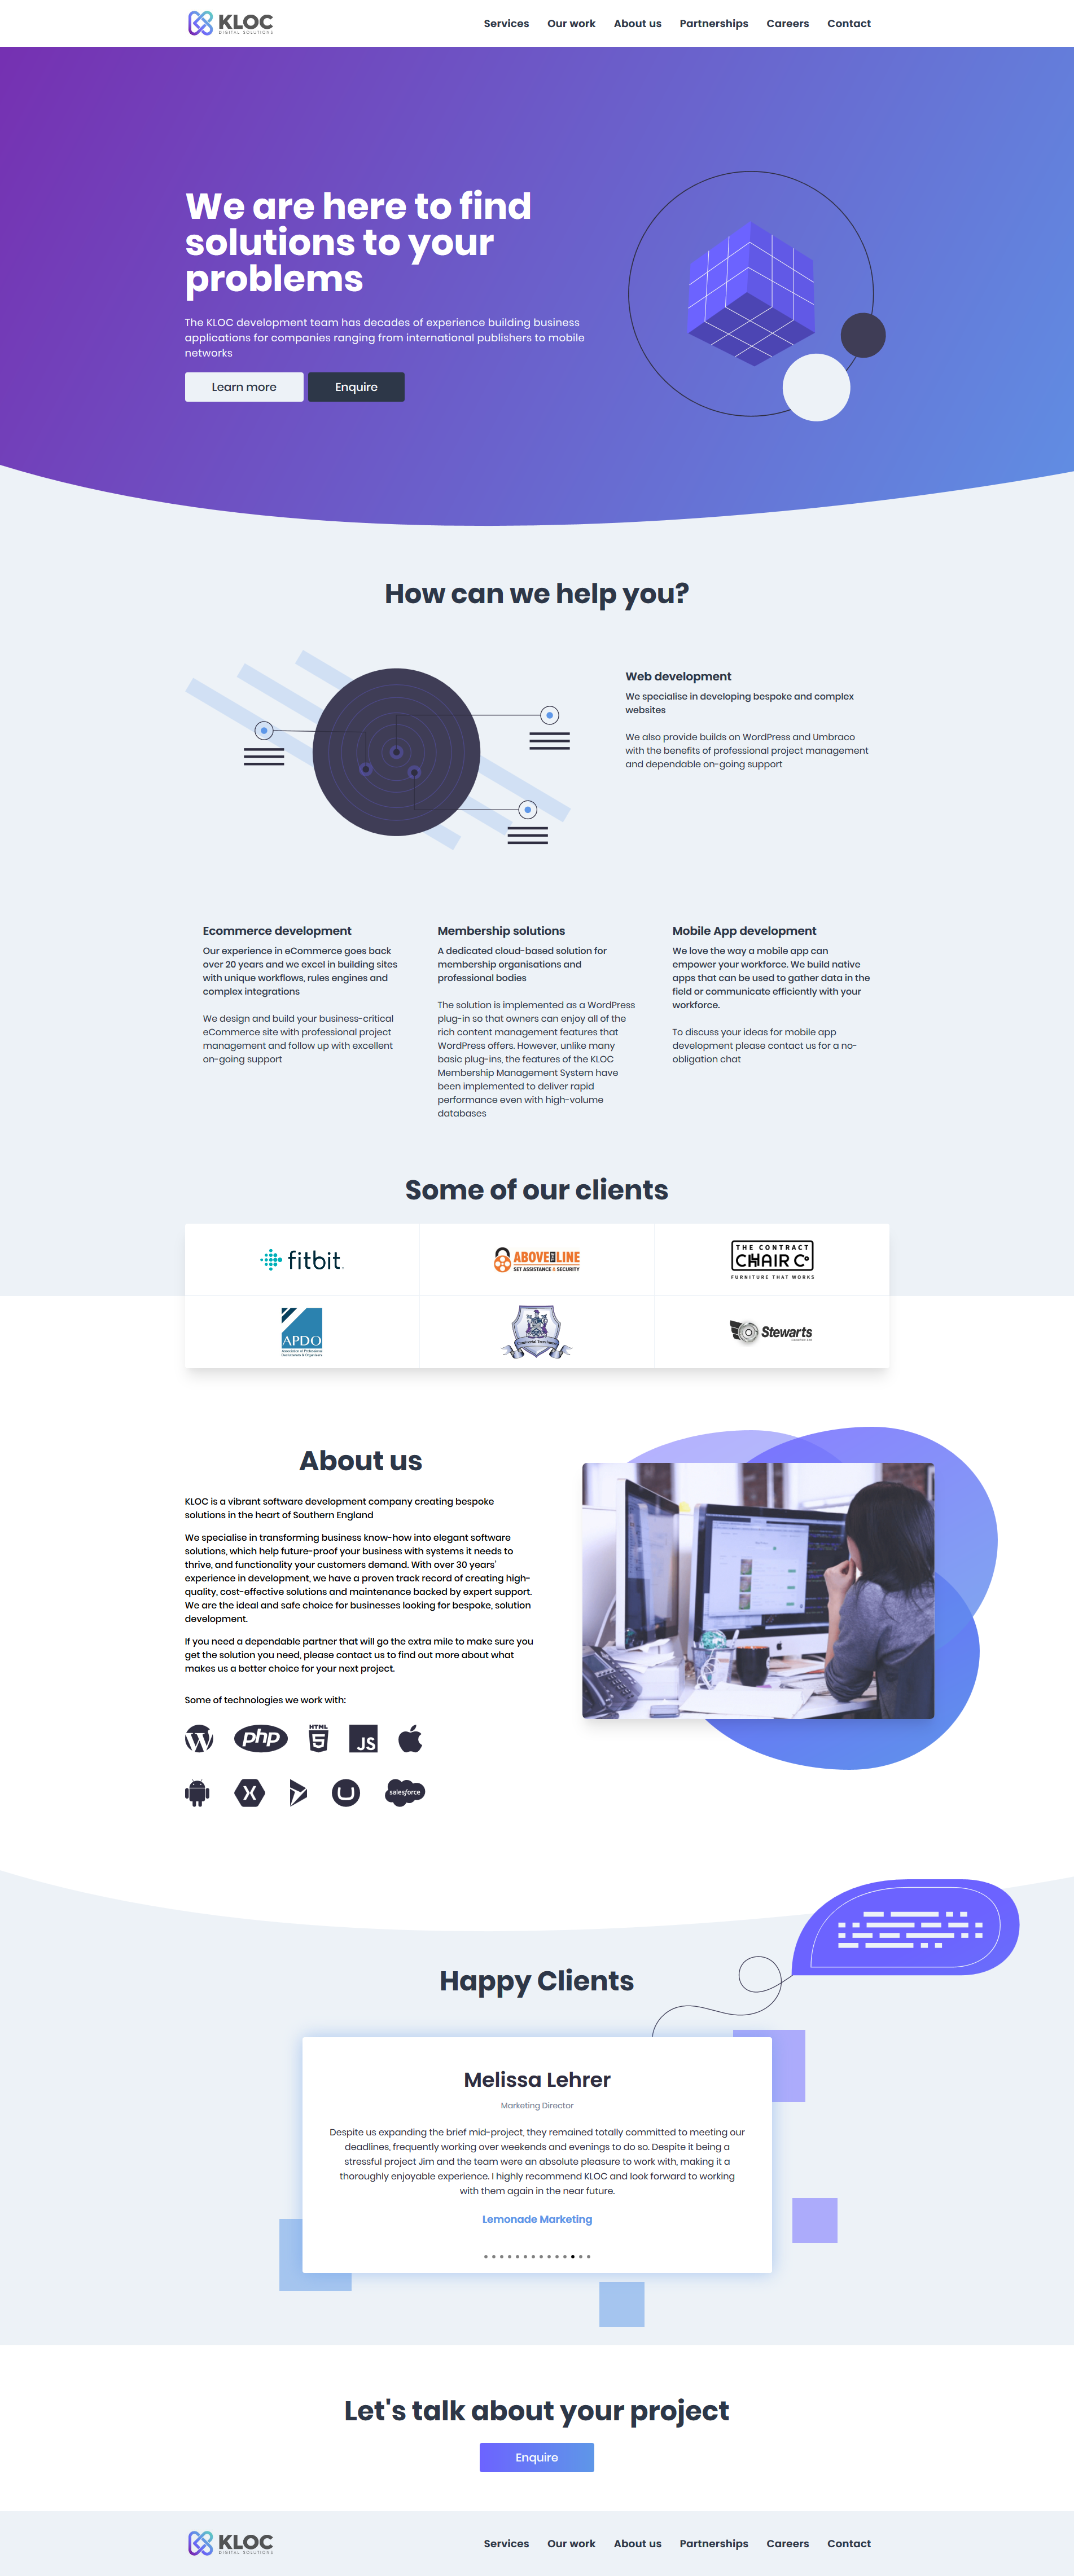 KLOC
DIGITAL SOLUTIONS
Services Our work About us Partnerships Careers Contact
We are here to find
solutions to your
problems
The KLOC development team has decades of experience building business
applications for companies ranging from international publishers to mobile
networks
Learn more Enquire
How can we help you?
Web development
We specialise in developing bespoke and complex
websites
We also provide builds on WordPress and Umbraco
with the benefits of professional project management
and dependable on-going support
Ecommerce development
Our experience in eCommerce goes back
over 20 years and we excel in building sites
with unique workflows, rules engines and
complex integrations
We design and build your business-critical
eCommerce site with professional project
management and follow up with excellent
on-going support
Membership solutions
A dedicated cloud-based solution for
membership organisations and
professional bodies
The solution is implemented as a WordPress
plug-in so that owners can enjoy all of the
rich content management features that
WordPress offers. However, unlike many
basic plug-ins, the features of the KLOC
Membership Management System have
been implemented to deliver rapid
performance even with high-volume
databases
Mobile App development
We love the way a mobile app can
empower your workforce. We build native
apps that can be used to gather data in the
field or communicate efficiently with your
workforce.
To discuss your ideas for mobile app
development please contact us for a no-
obligation chat
Some of our clients
fitbit
ABOVE THE LINE
SET ASSISTANCE & SECURITY
THE CONTRACT
CHAIR Co
FURNITURE THAT WORKS
APDO
Stewarts
About us
KLOC is a vibrant software development company creating bespoke
solutions in the heart of Southern England
We specialise in transforming business know-how into elegant software
solutions, which help future-proof your business with systems it needs to
thrive, and functionality your customers demand. With over 30 years'
experience in development, we have a proven track record of creating high-
quality, cost-effective solutions and maintenance backed by expert support.
We are the ideal and safe choice for businesses looking for bespoke, solution
development.
If you need a dependable partner that will go the extra mile to make sure you
get the solution you need, please contact us to find out more about what
makes us a better choice for your next project.
Some of technologies we work with:
php
HTML
5
JS
salesforce
Happy Clients
Melissa Lehrer
Marketing Director
Despite us expanding the brief mid-project, they remained totally committed to meeting our
deadlines, frequently working over weekends and evenings to do so. Despite it being a
stressful project Jim and the team were an absolute pleasure to work with, making it a
thoroughly enjoyable experience. I highly recommend KLOC and look forward to working
with them again in the near future.
Lemonade Marketing
Let's talk about your project
Enquire
KLOC
DIGITAL SOLUTIONS
Services Our work About us Partnerships Careers Contact